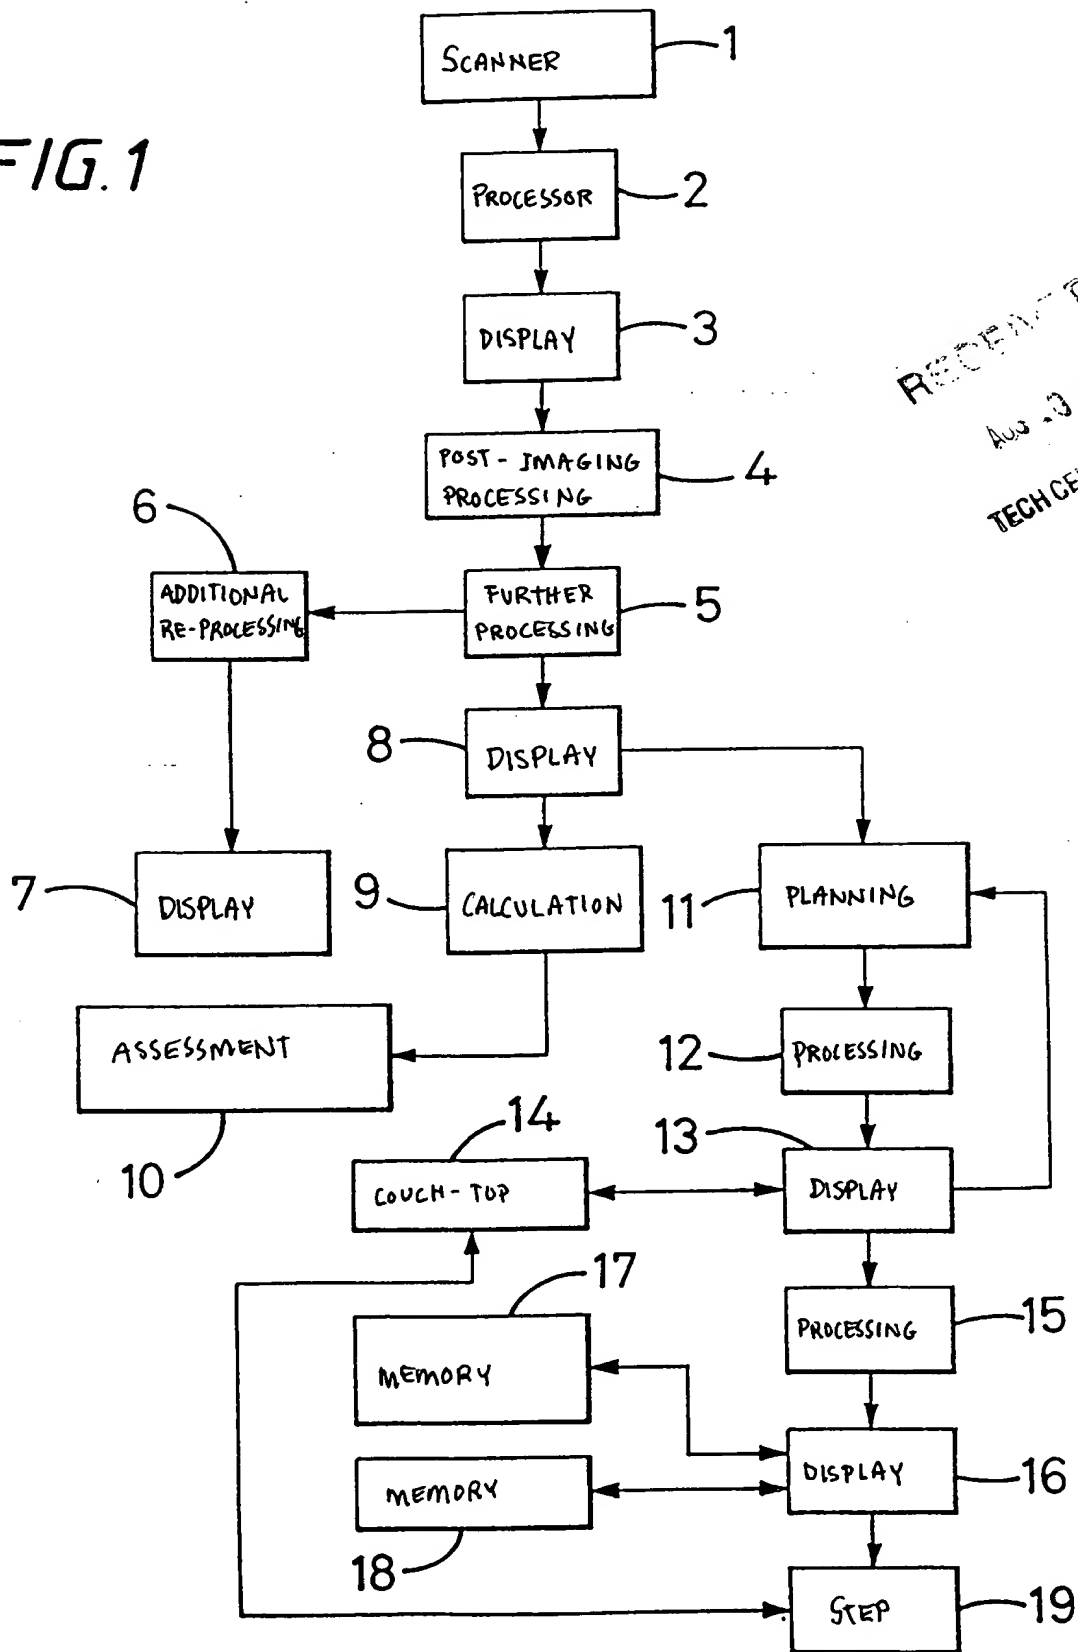 FIG.1
SCANNER
1
PROCESSOR
2
DISPLAY
3
POST-IMAGING
PROCESSING
4
6
ADDITIONAL
RE-PROCESSING
FURTHER
PROCESSING
5
8
DISPLAY
7
DISPLAY
9
CALCULATION
11
PLANNING
ASSESSMENT
10
12
PROCESSING
14
COUCH-TOP
13
DISPLAY
17
MEMORY
PROCESSING
15
MEMORY
18
DISPLAY
16
STEP
19
TECH CE